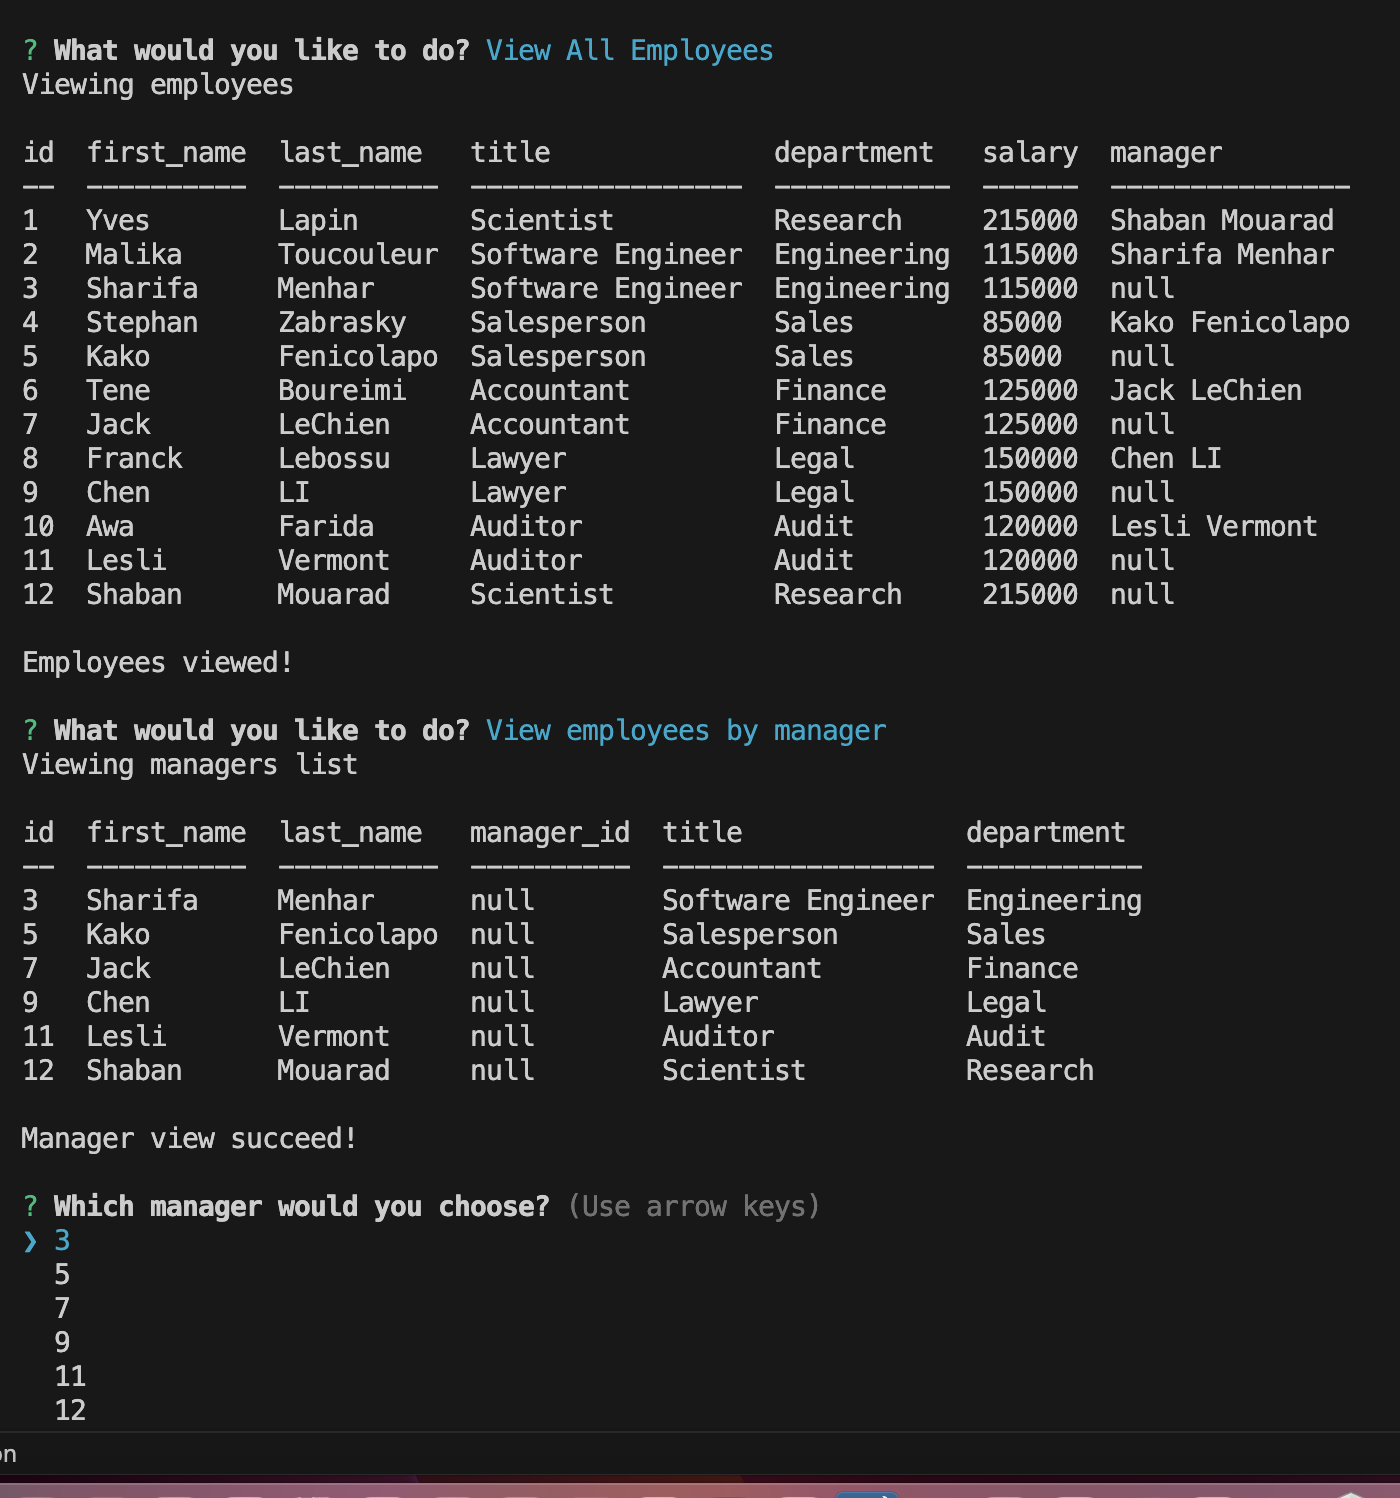 ? What would you like to do? View All Employees
Viewing employees
id  first_name  last_name   title              department   salary  manager
--  ----------  ----------  -----------------  -----------  ------  ---------------
1   Yves        Lapin       Scientist          Research     215000  Shaban Mouarad
2   Malika      Toucouleur  Software Engineer  Engineering  115000  Sharifa Menhar
3   Sharifa     Menhar      Software Engineer  Engineering  115000  null
4   Stephan     Zabrasky    Salesperson        Sales        85000   Kako Fenicolapo
5   Kako        Fenicolapo  Salesperson        Sales        85000   null
6   Tene        Boureimi    Accountant         Finance      125000  Jack LeChien
7   Jack        LeChien     Accountant         Finance      125000  null
8   Franck      Lebossu     Lawyer             Legal        150000  Chen LI
9   Chen        LI          Lawyer             Legal        150000  null
10  Awa         Farida      Auditor            Audit        120000  Lesli Vermont
11  Lesli       Vermont     Auditor            Audit        120000  null
12  Shaban      Mouarad     Scientist          Research     215000  null
Employees viewed!
? What would you like to do? View employees by manager
Viewing managers list
id  first_name  last_name   manager_id  title              department
--  ----------  ----------  ----------  -----------------  -----------
3   Sharifa     Menhar      null        Software Engineer  Engineering
5   Kako        Fenicolapo  null        Salesperson        Sales
7   Jack        LeChien     null        Accountant         Finance
9   Chen        LI          null        Lawyer             Legal
11  Lesli       Vermont     null        Auditor            Audit
12  Shaban      Mouarad     null        Scientist          Research
Manager view succeed!
? Which manager would you choose? (Use arrow keys)
❯ 3
5
7
9
11
12